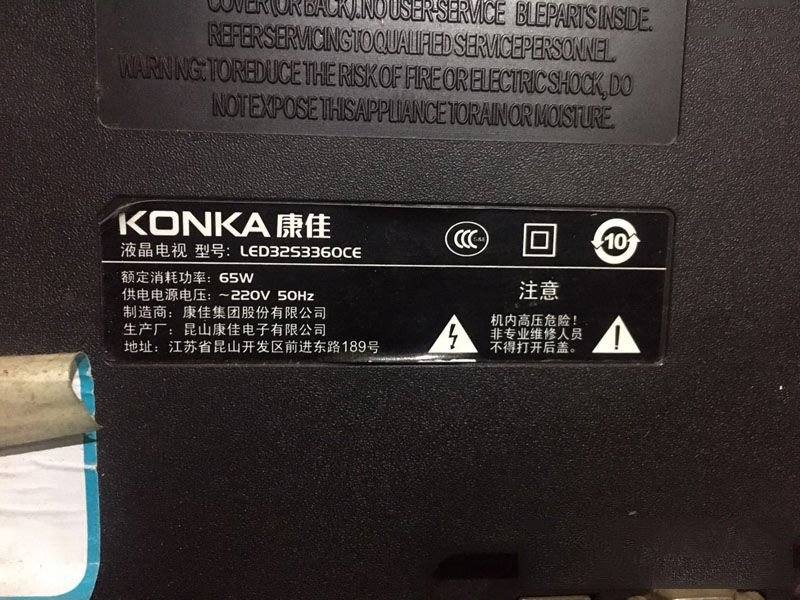 COVER (OR BACK). NO USER-SERVICE BLE PARTS INSIDE.
REFER SERVICING TO QUALIFIED SERVICE PERSONNEL.
WARN NG: TO REDUCE THE RISK OF FIRE OR ELECTRIC SHOCK, DO
NOT EXPOSE THIS APPLIANCE TO RAIN OR MOISTURE.
KONKA 康佳
液晶电视 型号: LED32S3360CE
额定消耗功率: 65W
供电电源电压: ~220V 50Hz
制造商: 康佳集团股份有限公司
生产厂: 昆山康佳电子有限公司
地址: 江苏省昆山开发区前进东路189号
CCC
10
注意
机内高压危险!
非专业维修人员
不得打开后盖。
!